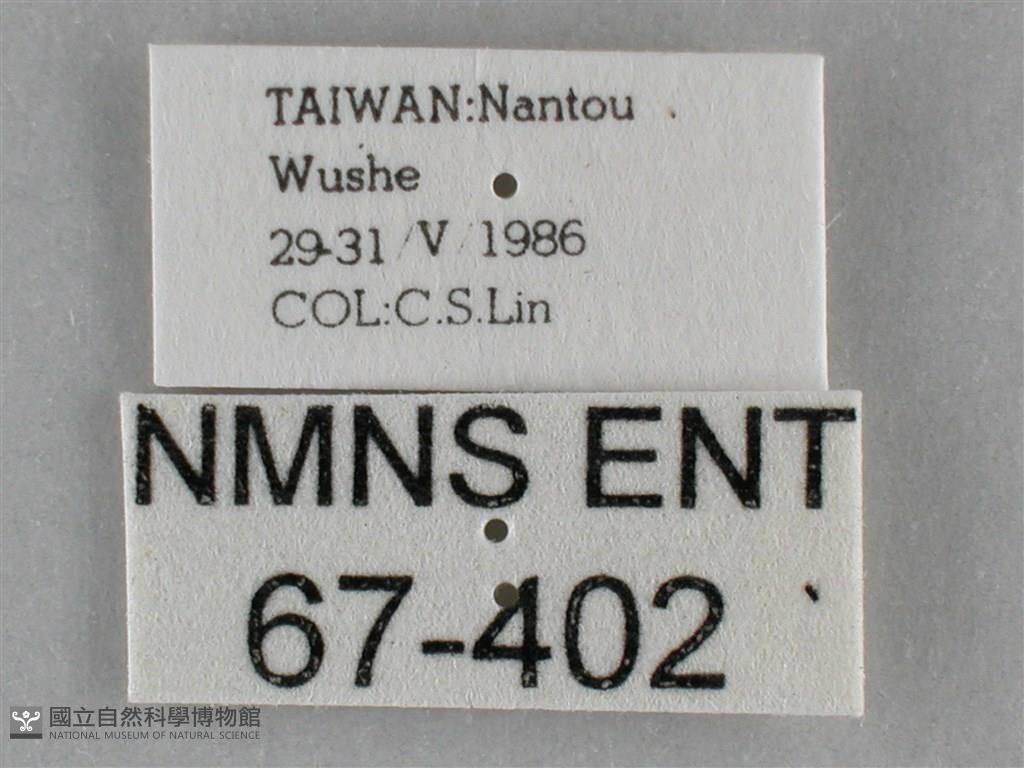 TAIWAN:Nantou
Wushe
29-31/V/1986
COL:C.S.Lin
NMNS ENT
67-402
國立自然科學博物館
NATIONAL MUSEUM OF NATURAL SCIENCE